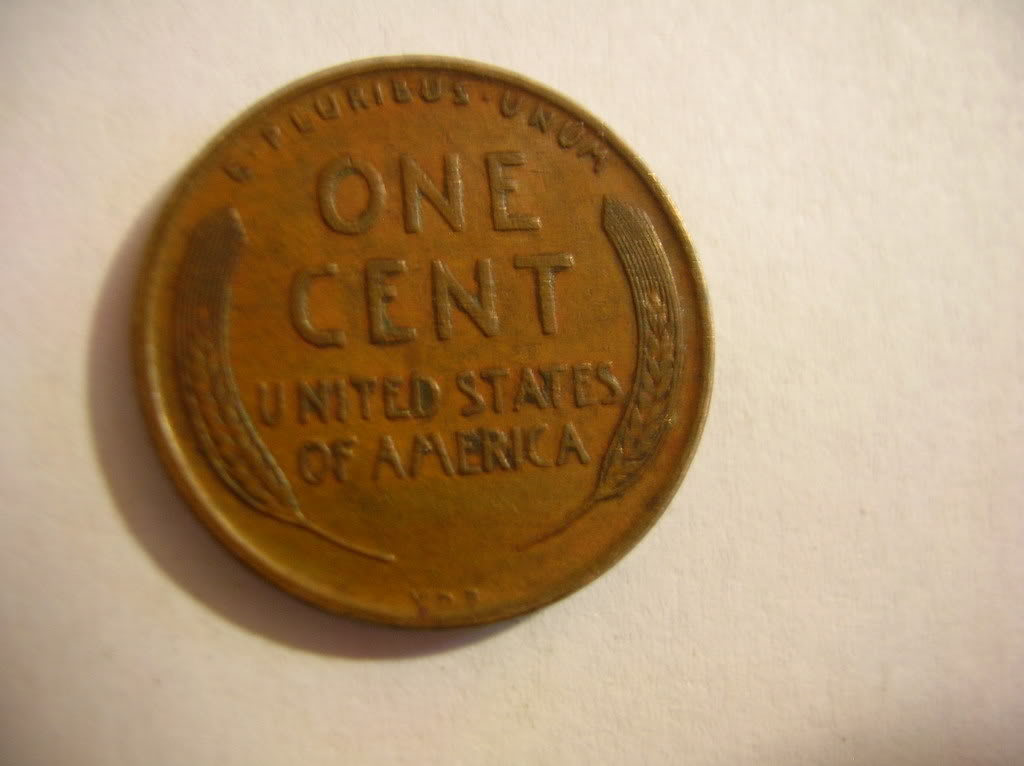 E · PLURIBUS · UNUM
ONE
CENT
UNITED STATES
OF AMERICA